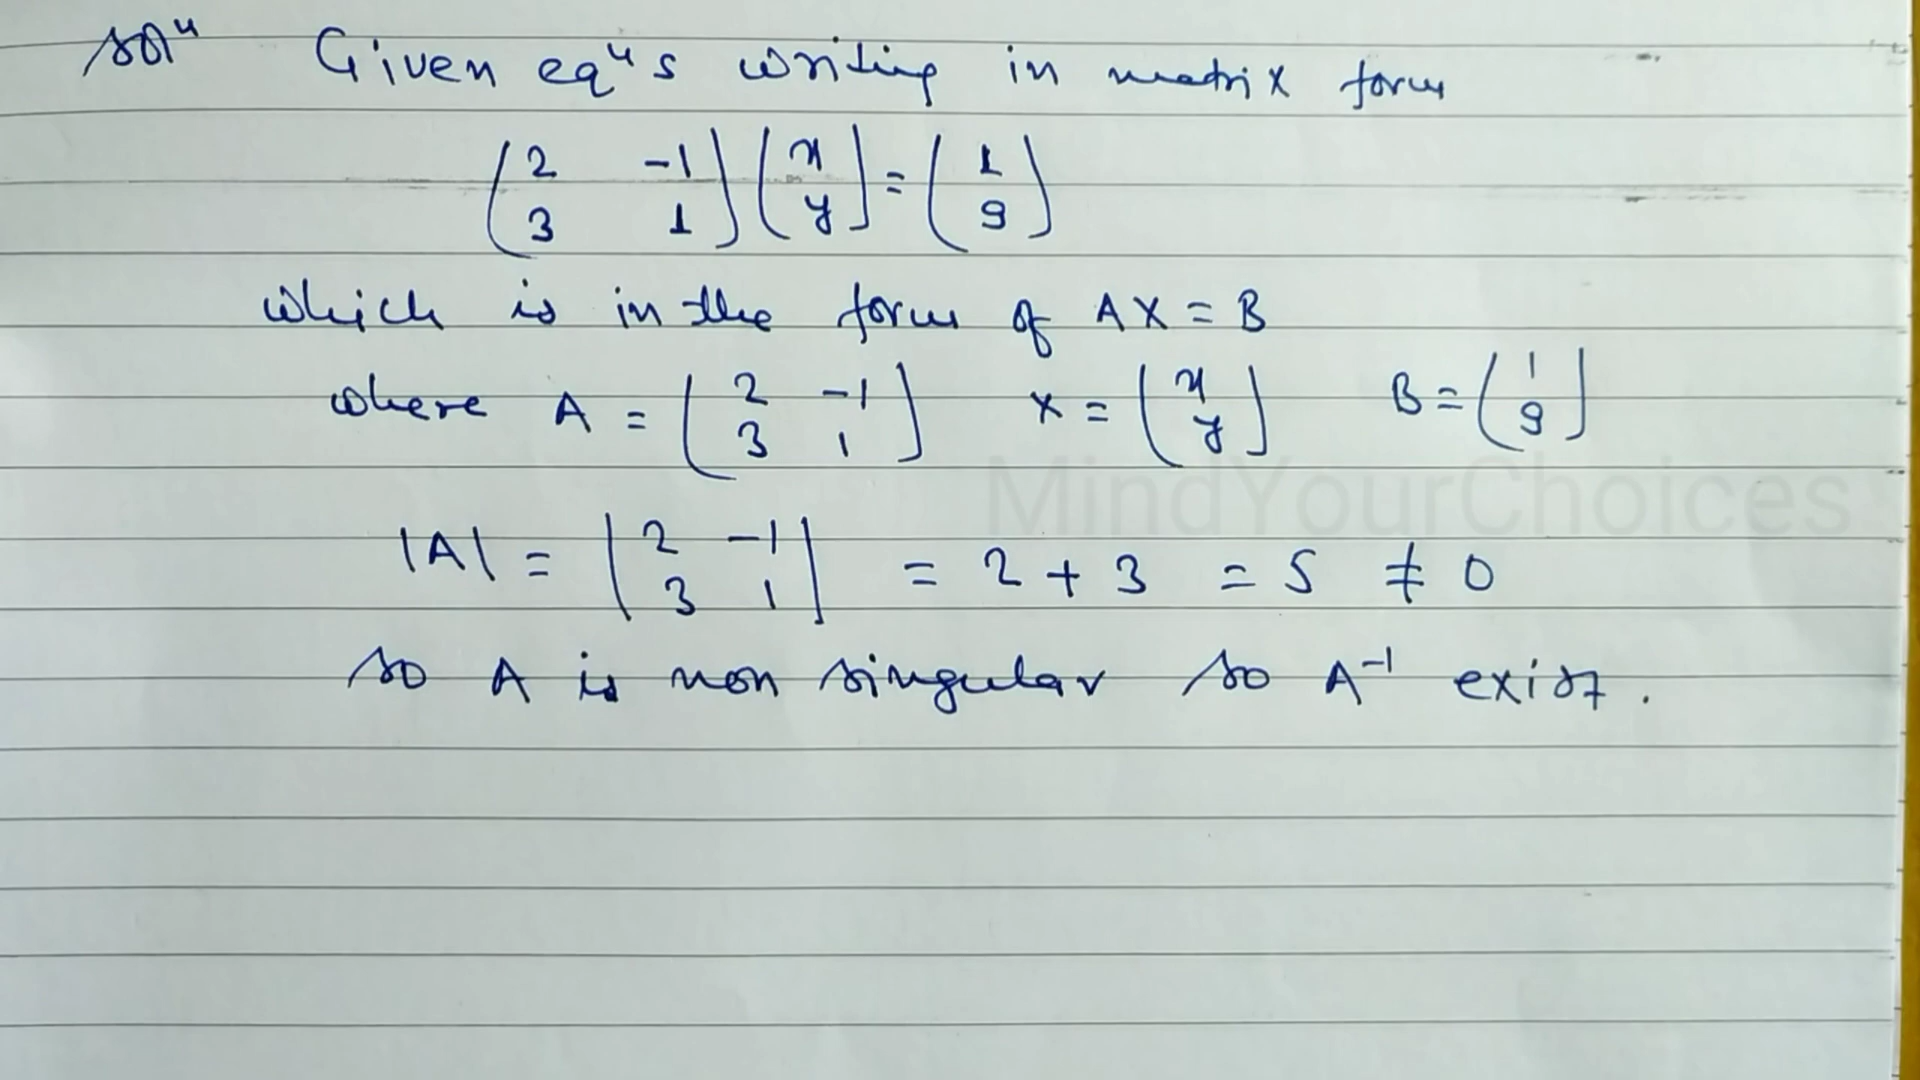 Solⁿ Given eqⁿs writing in matrix form
(2 -1 / 3 1) (x / y) = (1 / 9)
which is in the form of AX = B
where A = (2 -1 / 3 1) X = (x / y) B = (1 / 9)
MindYourChoices
|A| = |2 -1 / 3 1| = 2 + 3 = 5 ≠ 0
so A is non singular so A⁻¹ exist.